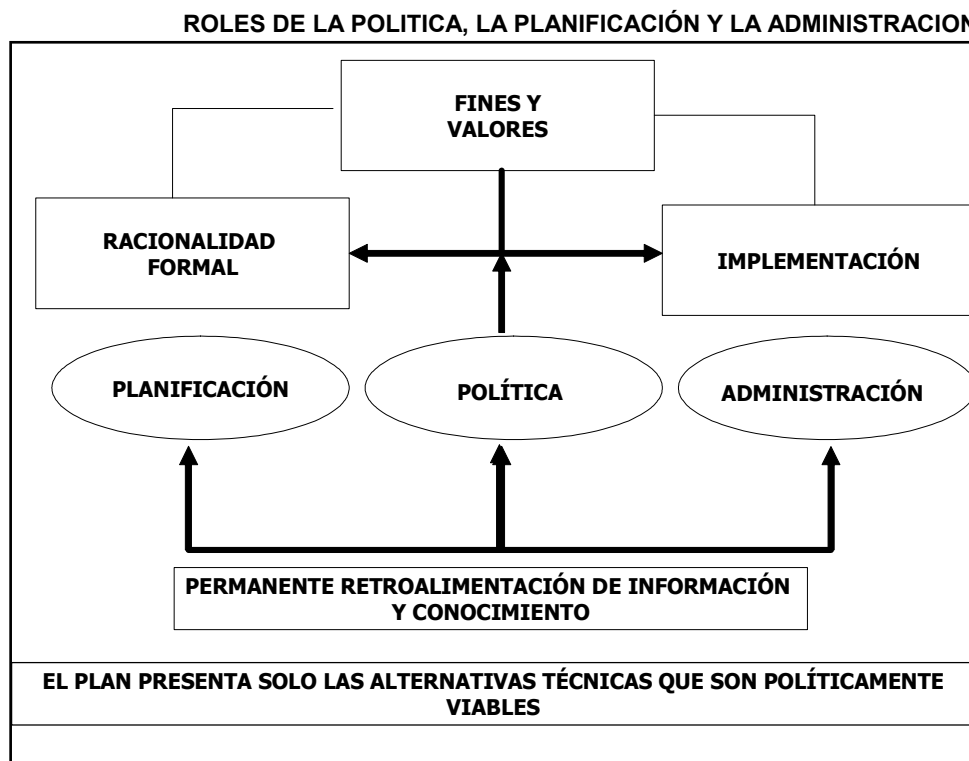 ROLES DE LA POLITICA, LA PLANIFICACIÓN Y LA ADMINISTRACION
FINES Y
VALORES
RACIONALIDAD
FORMAL
IMPLEMENTACIÓN
PLANIFICACIÓN
POLÍTICA
ADMINISTRACIÓN
PERMANENTE RETROALIMENTACIÓN DE INFORMACIÓN
Y CONOCIMIENTO
EL PLAN PRESENTA SOLO LAS ALTERNATIVAS TÉCNICAS QUE SON POLÍTICAMENTE
VIABLES